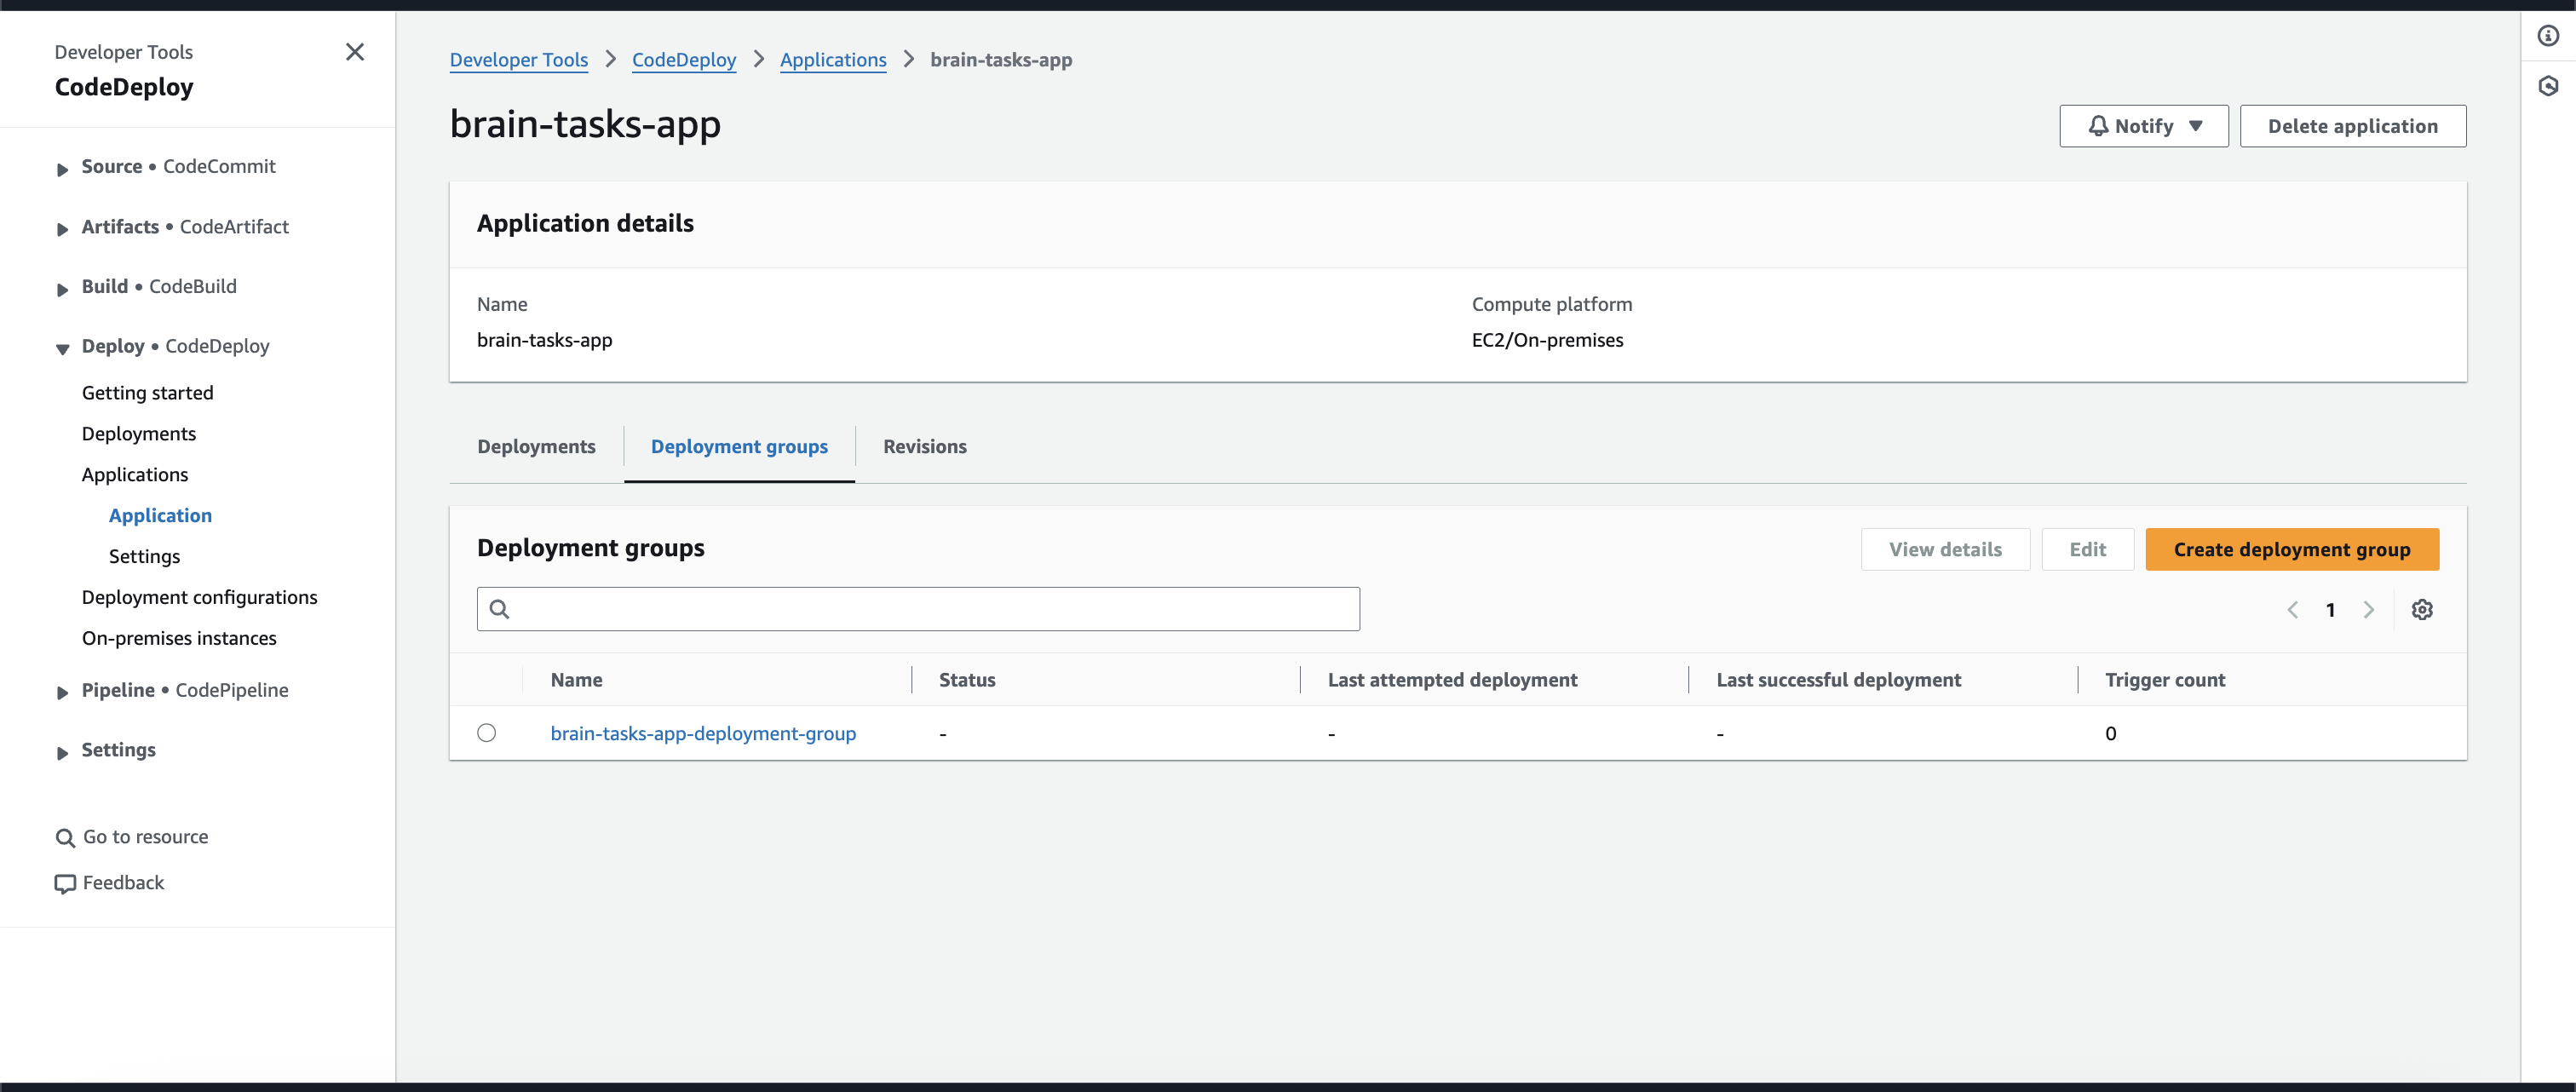 Developer Tools
CodeDeploy
Source • CodeCommit
Artifacts • CodeArtifact
Build • CodeBuild
Deploy • CodeDeploy
Getting started
Deployments
Applications
Application
Settings
Deployment configurations
On-premises instances
Pipeline • CodePipeline
Settings
Go to resource
Feedback
Developer Tools > CodeDeploy > Applications > brain-tasks-app
brain-tasks-app
Notify
Delete application
Application details
Name
brain-tasks-app
Compute platform
EC2/On-premises
Deployments
Deployment groups
Revisions
Deployment groups
View details
Edit
Create deployment group
1
Name Status Last attempted deployment Last successful deployment Trigger count
brain-tasks-app-deployment-group - - - 0